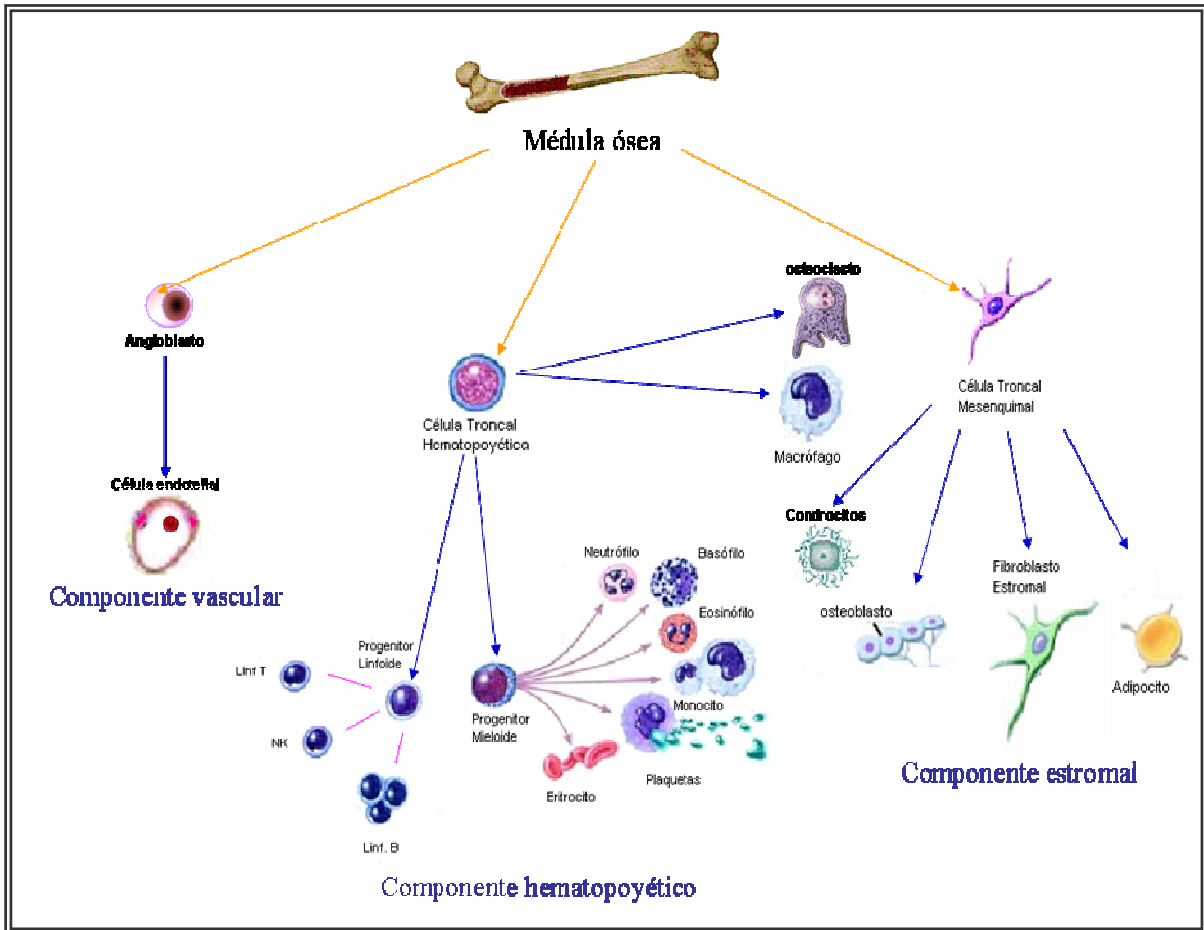 Médula ósea
osteoclasto
Angioblasto
Célula Troncal
Hematopoyética
Célula Troncal
Mesenquimal
Macrófago
Célula endotelial
Condrocitos
Neutrófilo
Basófilo
Fibroblasto
Estromal
Componente vascular
Eosinófilo
osteoblasto
Progenitor
Linfoide
Linf T
Adipocito
Monocito
Progenitor
Mieloide
NK
Plaquetas
Componente estromal
Eritrocito
Linf. B
Componente hematopoyético